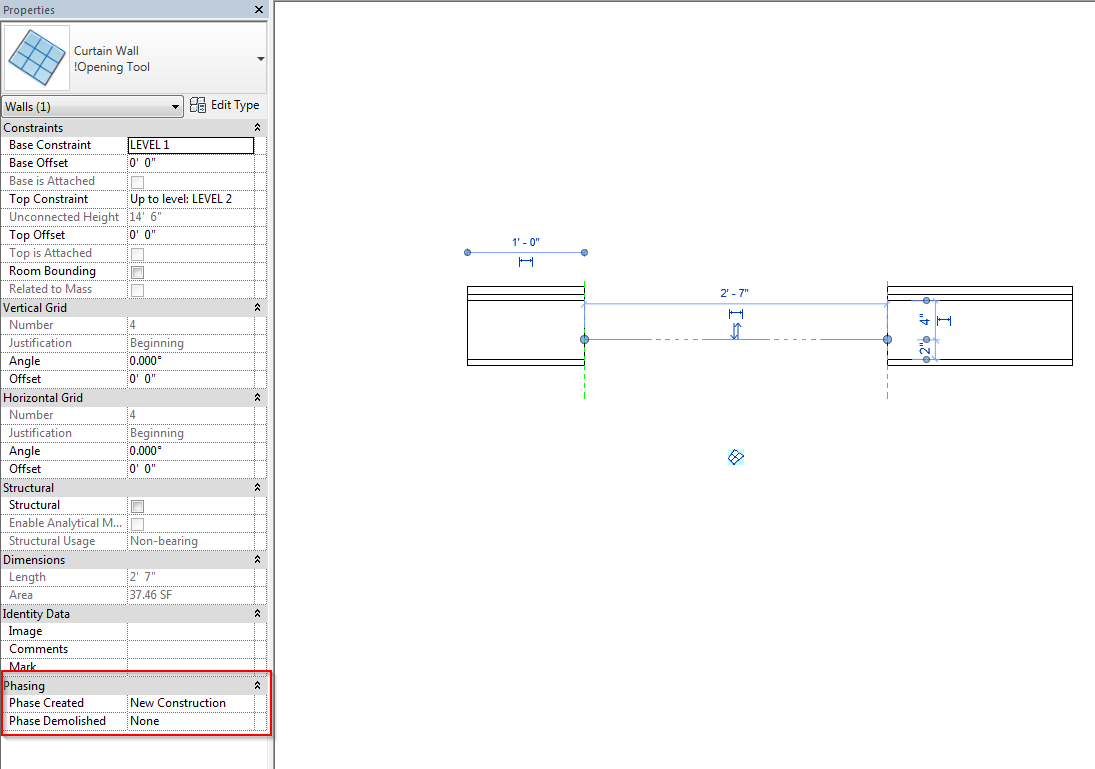 Properties
Curtain Wall
!Opening Tool
Walls (1) Edit Type
Constraints
Base Constraint LEVEL 1
Base Offset 0' 0"
Base is Attached
Top Constraint Up to level: LEVEL 2
Unconnected Height 14' 6"
Top Offset 0' 0"
Top is Attached
Room Bounding
Related to Mass
Vertical Grid
Number 4
Justification Beginning
Angle 0.000°
Offset 0' 0"
Horizontal Grid
Number 4
Justification Beginning
Angle 0.000°
Offset 0' 0"
Structural
Structural
Enable Analytical M...
Structural Usage Non-bearing
Dimensions
Length 2' 7"
Area 37.46 SF
Identity Data
Image
Comments
Mark
Phasing
Phase Created New Construction
Phase Demolished None
1' - 0"
2' - 7"
4"
2"